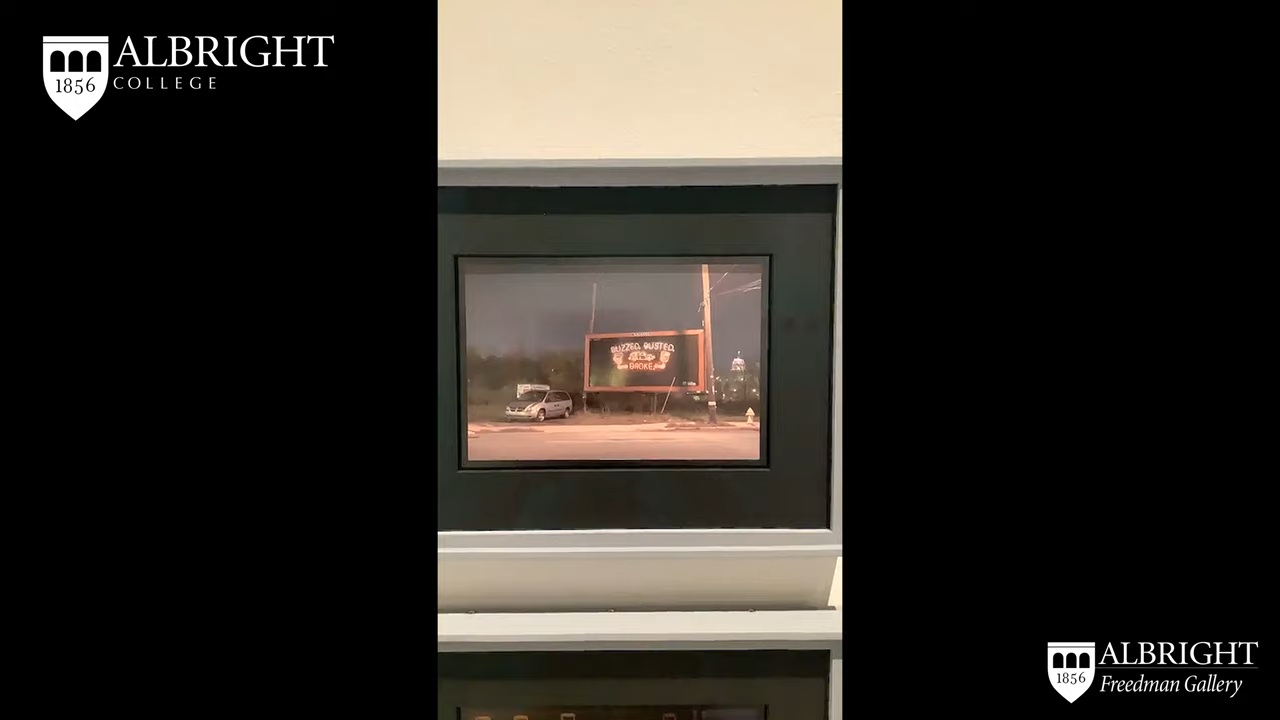 ALBRIGHT
COLLEGE
1856
BUZZED, BUSTED,
BROKE
ALBRIGHT
Freedman Gallery
1856